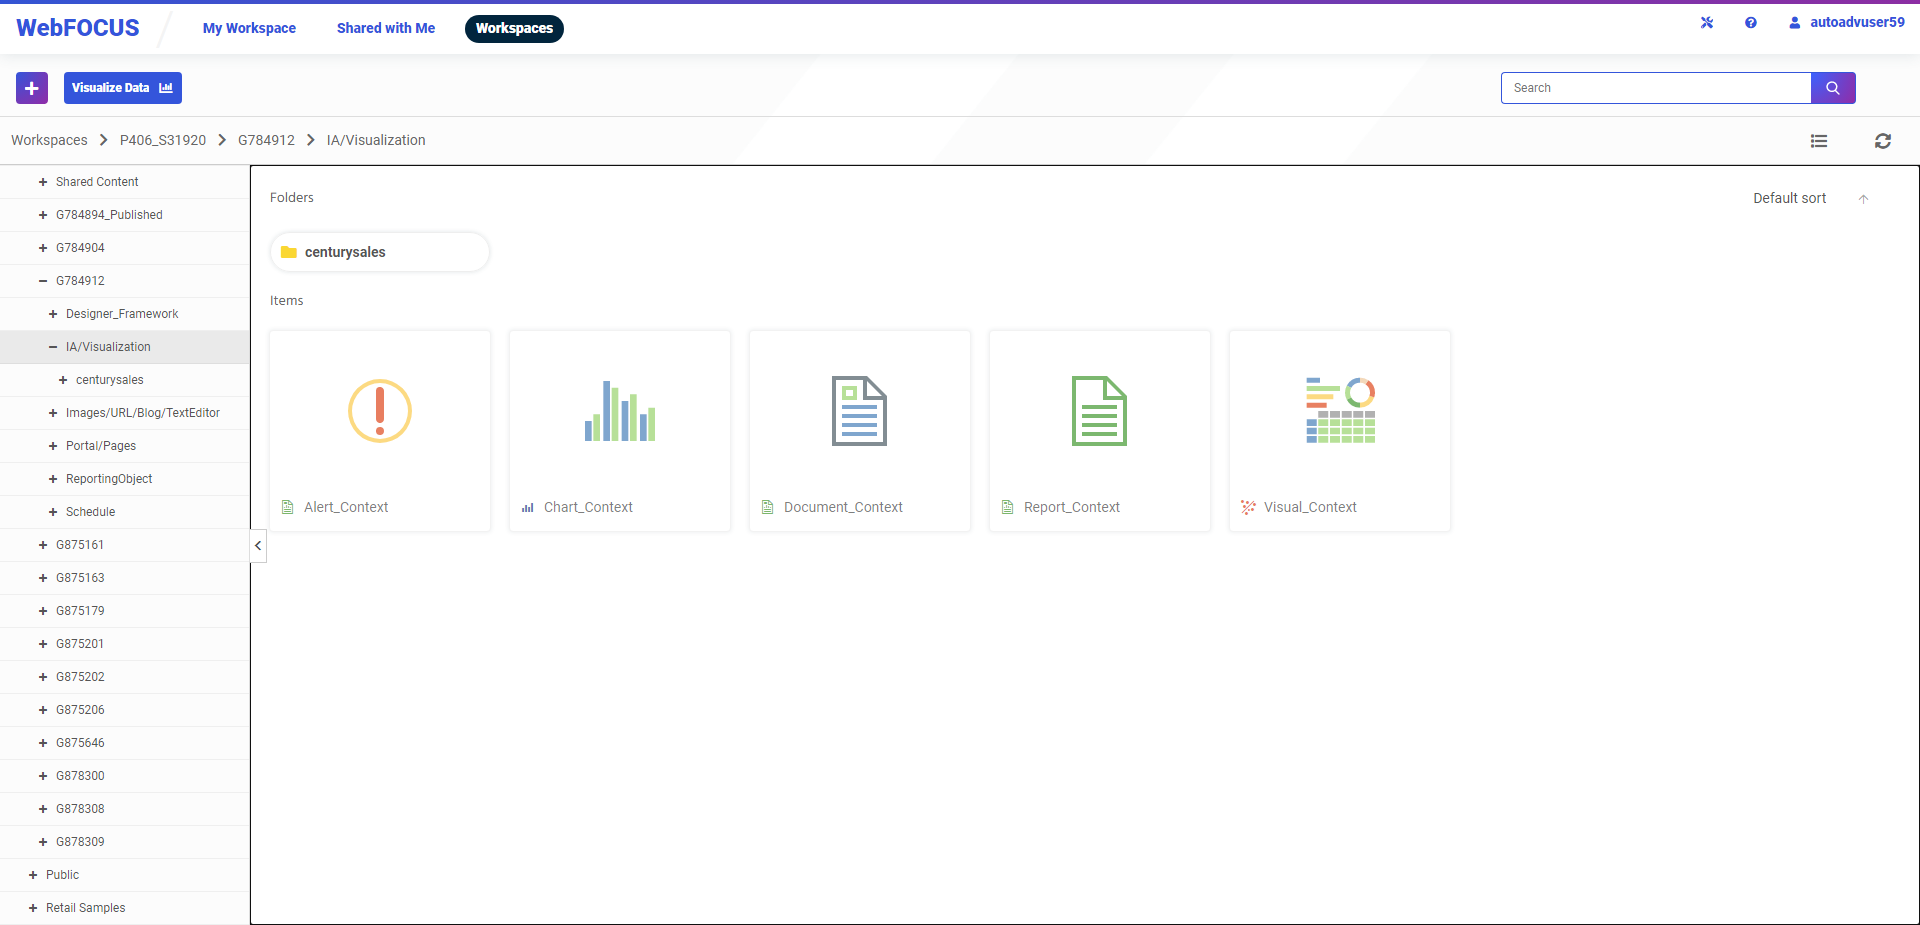 WebFOCUS
My Workspace
Shared with Me
Workspaces
autoadvuser59
Visualize Data
Search
Workspaces
P406_S31920
G784912
IA/Visualization
Shared Content
G784894_Published
G784904
G784912
Designer_Framework
IA/Visualization
centurysales
Images/URL/Blog/TextEditor
Portal/Pages
ReportingObject
Schedule
G875161
G875163
G875179
G875201
G875202
G875206
G875646
G878300
G878308
G878309
Public
Retail Samples
Folders
Default sort
centurysales
Items
Alert_Context
Chart_Context
Document_Context
Report_Context
Visual_Context